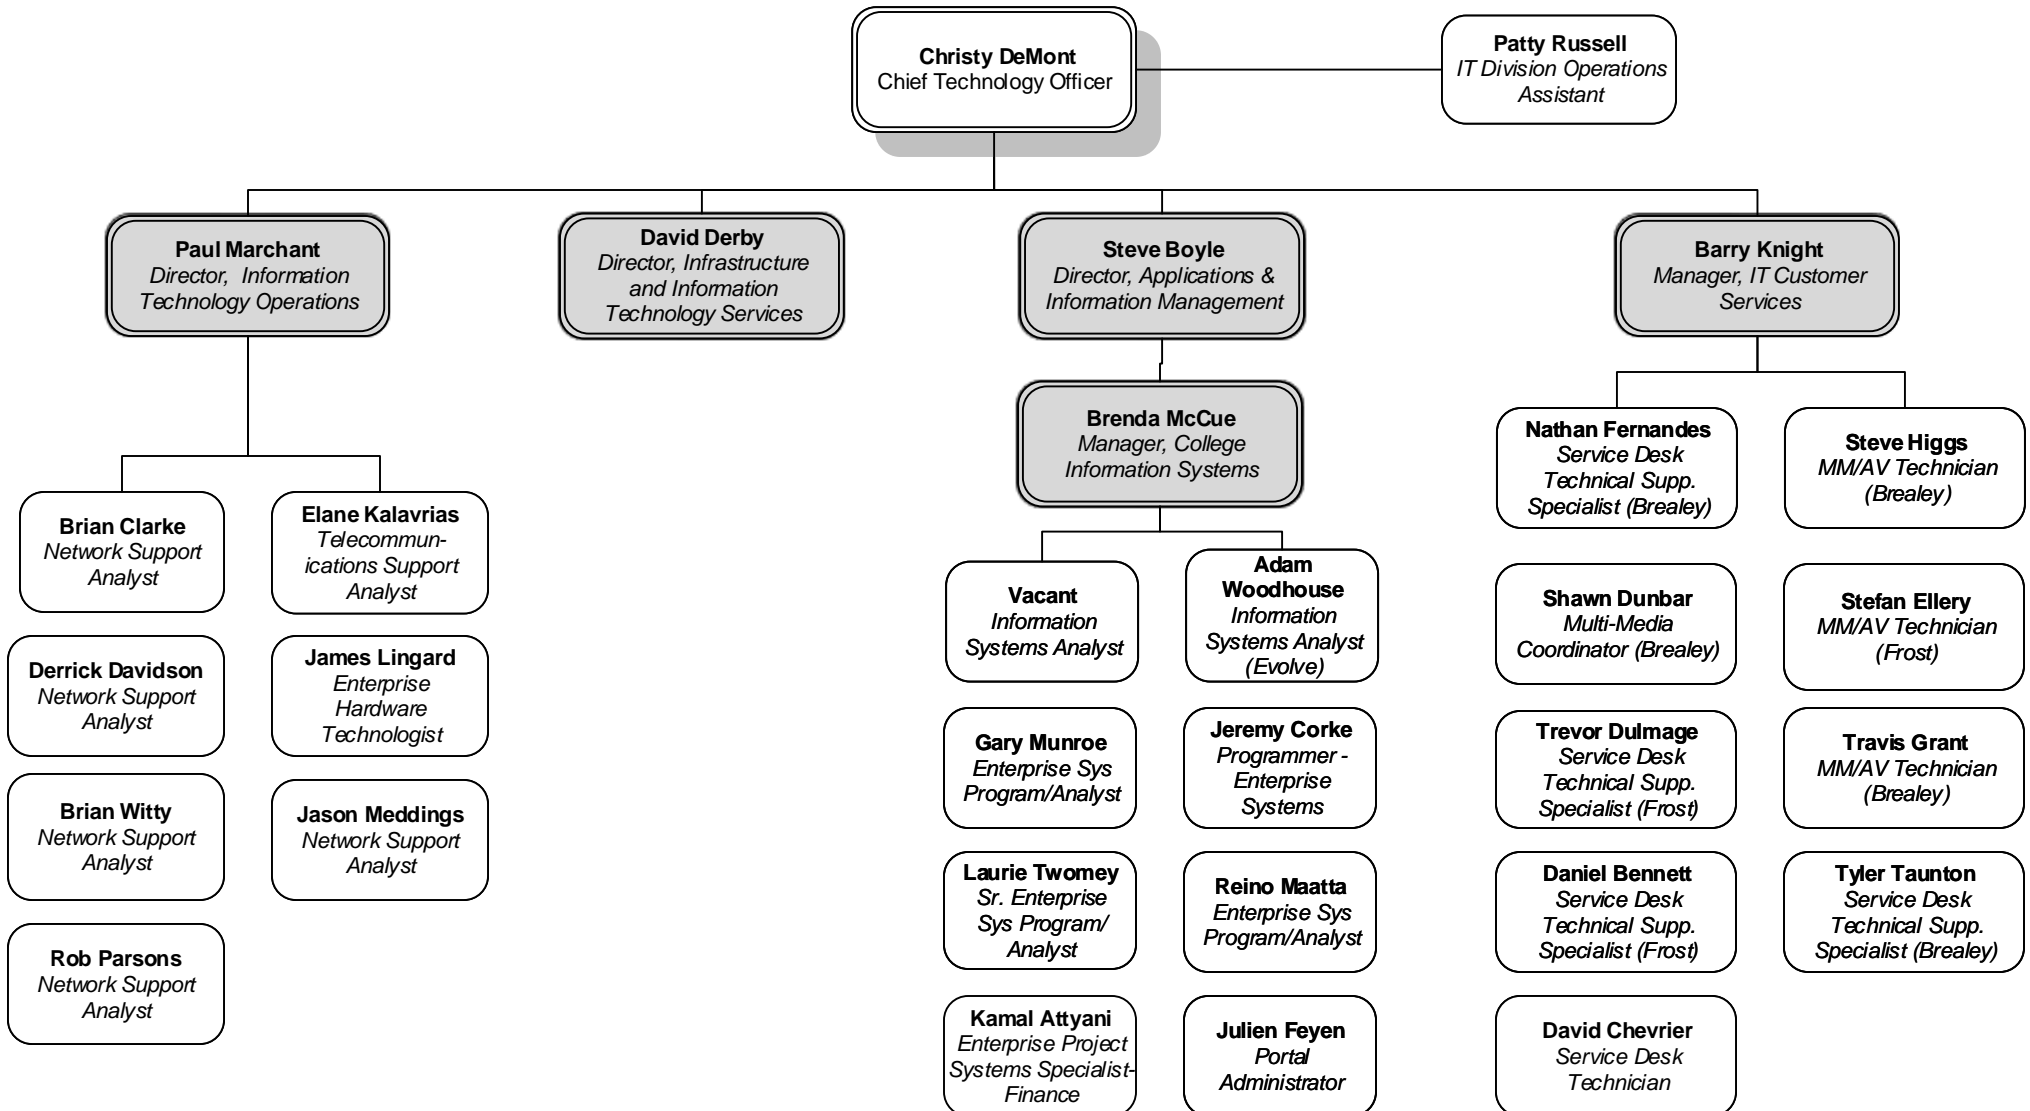 Christy DeMont
Chief Technology Officer
Patty Russell
IT Division Operations
Assistant
Paul Marchant
Director, Information
Technology Operations
David Derby
Director, Infrastructure
and Information
Technology Services
Steve Boyle
Director, Applications &
Information Management
Barry Knight
Manager, IT Customer
Services
Brian Clarke
Network Support
Analyst
Elane Kalavrias
Telecommun-
ications Support
Analyst
Derrick Davidson
Network Support
Analyst
James Lingard
Enterprise
Hardware
Technologist
Brian Witty
Network Support
Analyst
Jason Meddings
Network Support
Analyst
Rob Parsons
Network Support
Analyst
Brenda McCue
Manager, College
Information Systems
Vacant
Information
Systems Analyst
Adam
Woodhouse
Information
Systems Analyst
(Evolve)
Gary Munroe
Enterprise Sys
Program/Analyst
Jeremy Corke
Programmer -
Enterprise
Systems
Laurie Twomey
Sr. Enterprise
Sys Program/
Analyst
Reino Maatta
Enterprise Sys
Program/Analyst
Kamal Attyani
Enterprise Project
Systems Specialist-
Finance
Julien Feyen
Portal
Administrator
Nathan Fernandes
Service Desk
Technical Supp.
Specialist (Brealey)
Steve Higgs
MM/AV Technician
(Brealey)
Shawn Dunbar
Multi-Media
Coordinator (Brealey)
Stefan Ellery
MM/AV Technician
(Frost)
Trevor Dulmage
Service Desk
Technical Supp.
Specialist (Frost)
Travis Grant
MM/AV Technician
(Brealey)
Daniel Bennett
Service Desk
Technical Supp.
Specialist (Frost)
Tyler Taunton
Service Desk
Technical Supp.
Specialist (Brealey)
David Chevrier
Service Desk
Technician